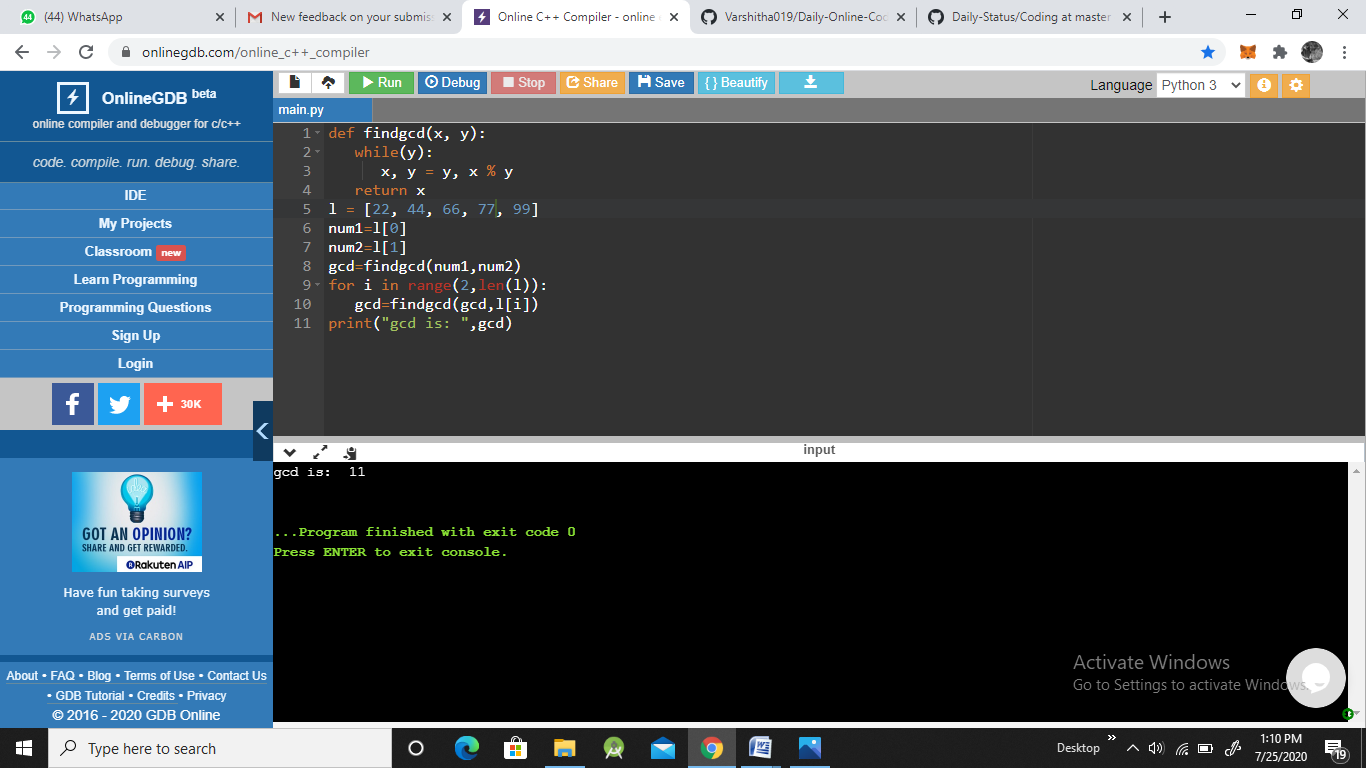 (44) WhatsApp
New feedback on your submis
Online C++ Compiler - online
Varshitha019/Daily-Online-Cod
Daily-Status/Coding at master
onlinegdb.com/online_c++_compiler
OnlineGDB beta
online compiler and debugger for c/c++
code. compile. run. debug. share.
IDE
My Projects
Classroom new
Learn Programming
Programming Questions
Sign Up
Login
30K
GOT AN OPINION?
SHARE AND GET REWARDED.
Rakuten AIP
Have fun taking surveys
and get paid!
ADS VIA CARBON
About • FAQ • Blog • Terms of Use • Contact Us
• GDB Tutorial • Credits • Privacy
© 2016 - 2020 GDB Online
Run Debug Stop Share Save { } Beautify
Language Python 3
main.py
1 def findgcd(x, y):
2 while(y):
3 x, y = y, x % y
4 return x
5 l = [22, 44, 66, 77, 99]
6 num1=l[0]
7 num2=l[1]
8 gcd=findgcd(num1,num2)
9 for i in range(2,len(l)):
10 gcd=findgcd(gcd,l[i])
11 print("gcd is: ",gcd)
input
gcd is:  11
...Program finished with exit code 0
Press ENTER to exit console.
Activate Windows
Go to Settings to activate Windows.
Type here to search
Desktop
1:10 PM
7/25/2020
19